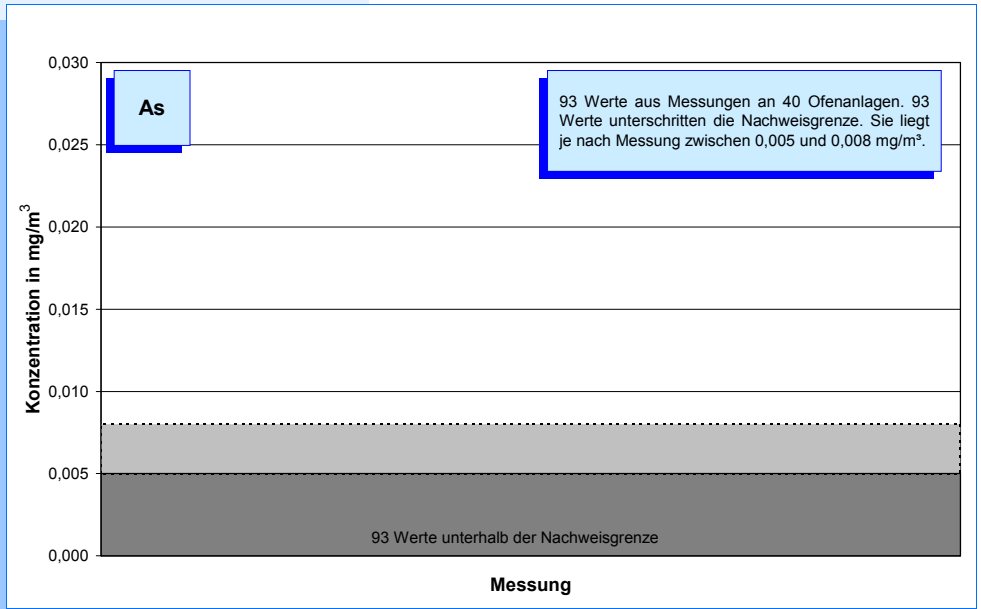 0,030
As
93 Werte aus Messungen an 40 Ofenanlagen. 93
Werte unterschritten die Nachweisgrenze. Sie liegt
je nach Messung zwischen 0,005 und 0,008 mg/m³.
0,025
0,020
0,015
0,010
0,005
0,000
Konzentration in mg/m³
93 Werte unterhalb der Nachweisgrenze
Messung